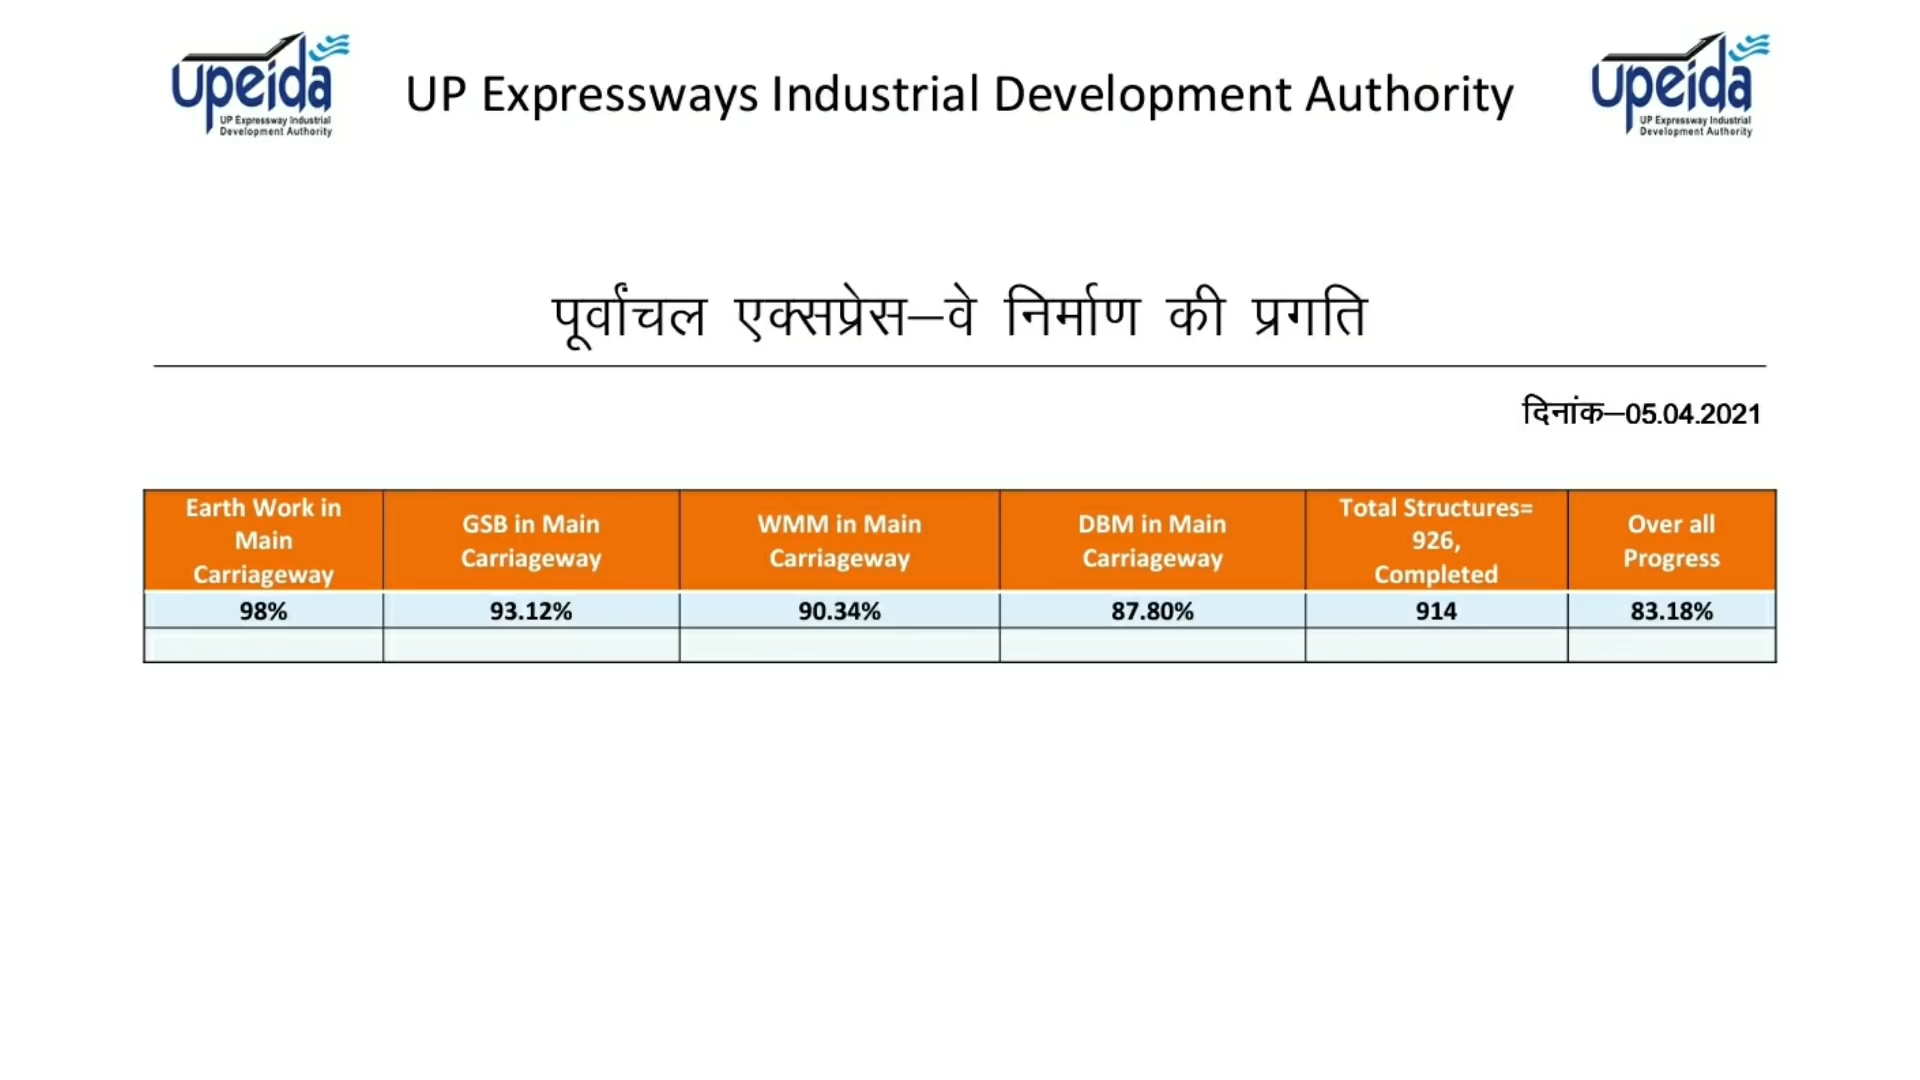 upeida
UP Expressway Industrial
Development Authority
UP Expressways Industrial Development Authority
upeida
UP Expressway Industrial
Development Authority
पूर्वांचल एक्सप्रेस–वे निर्माण की प्रगति
दिनांक–05.04.2021
Earth Work in
Main
Carriageway
GSB in Main
Carriageway
WMM in Main
Carriageway
DBM in Main
Carriageway
Total Structures=
926,
Completed
Over all
Progress
98%
93.12%
90.34%
87.80%
914
83.18%